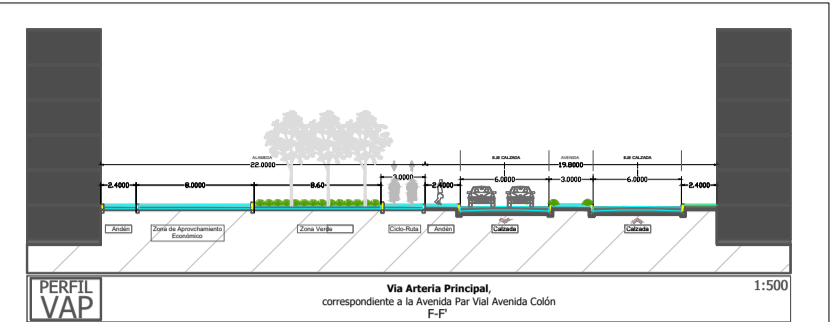 ALAMEDA
22.0000
EJE CALZADA
AVENIDA
EJE CALZADA
19.8000
2.4000
8.0000
8.60
3.0000
2.4000
6.0000
3.0000
6.0000
2.4000
Andén
Zona de Aprovchamiento
Económico
Zona Verde
Ciclo-Ruta
Andén
Calzada
Calzada
PERFIL
VAP
Via Arteria Principal,
correspondiente a la Avenida Par Vial Avenida Colón
F-F'
1:500